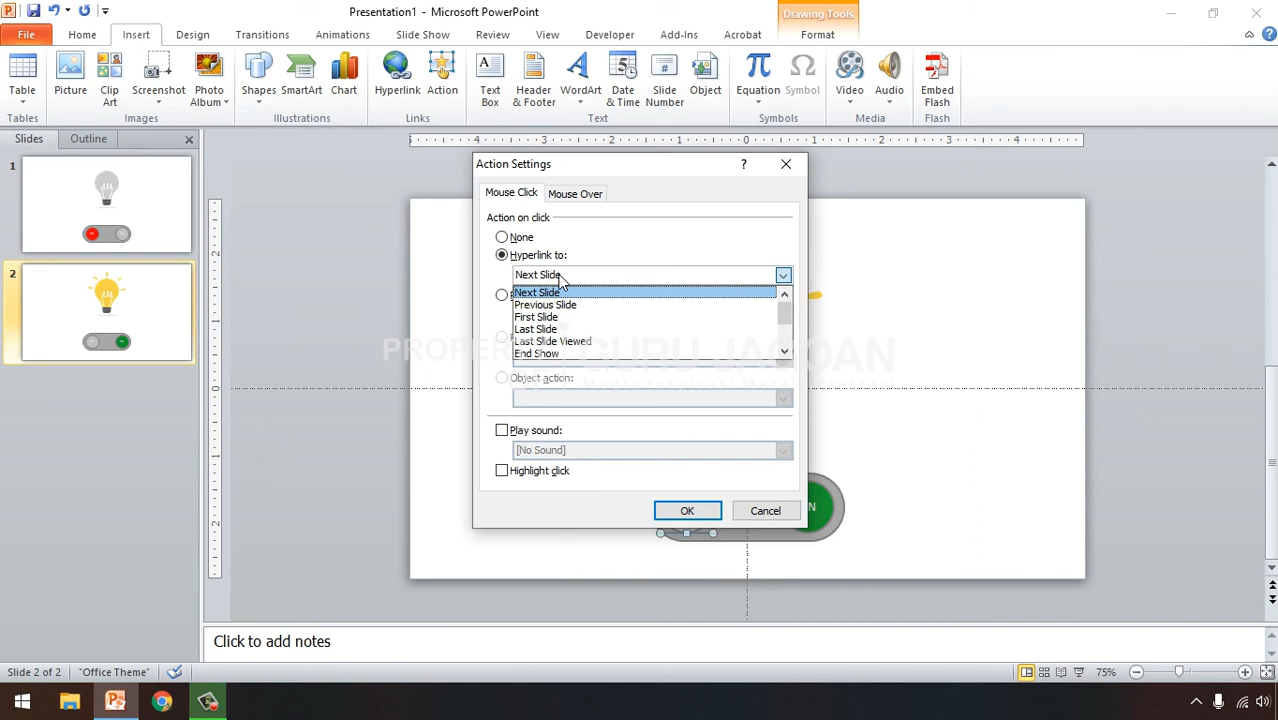 Presentation1 - Microsoft PowerPoint
Drawing Tools
File Home Insert Design Transitions Animations Slide Show Review View Developer Add-Ins Acrobat Format
Table
Picture
Clip Art
Screenshot
Photo Album
Shapes
SmartArt
Chart
Hyperlink
Action
Text Box
Header & Footer
WordArt
Date & Time
Slide Number
Object
Equation
Symbol
Video
Audio
Embed Flash
Tables Images Illustrations Links Text Symbols Media Flash
Slides Outline
1
2
Action Settings
?
Mouse Click Mouse Over
Action on click
None
Hyperlink to:
Next Slide
Next Slide
Previous Slide
First Slide
Last Slide
Last Slide Viewed
End Show
Object action:
Play sound:
[No Sound]
Highlight click
OK Cancel
GURU JAGOAN
N
Click to add notes
Slide 2 of 2 "Office Theme" 75%